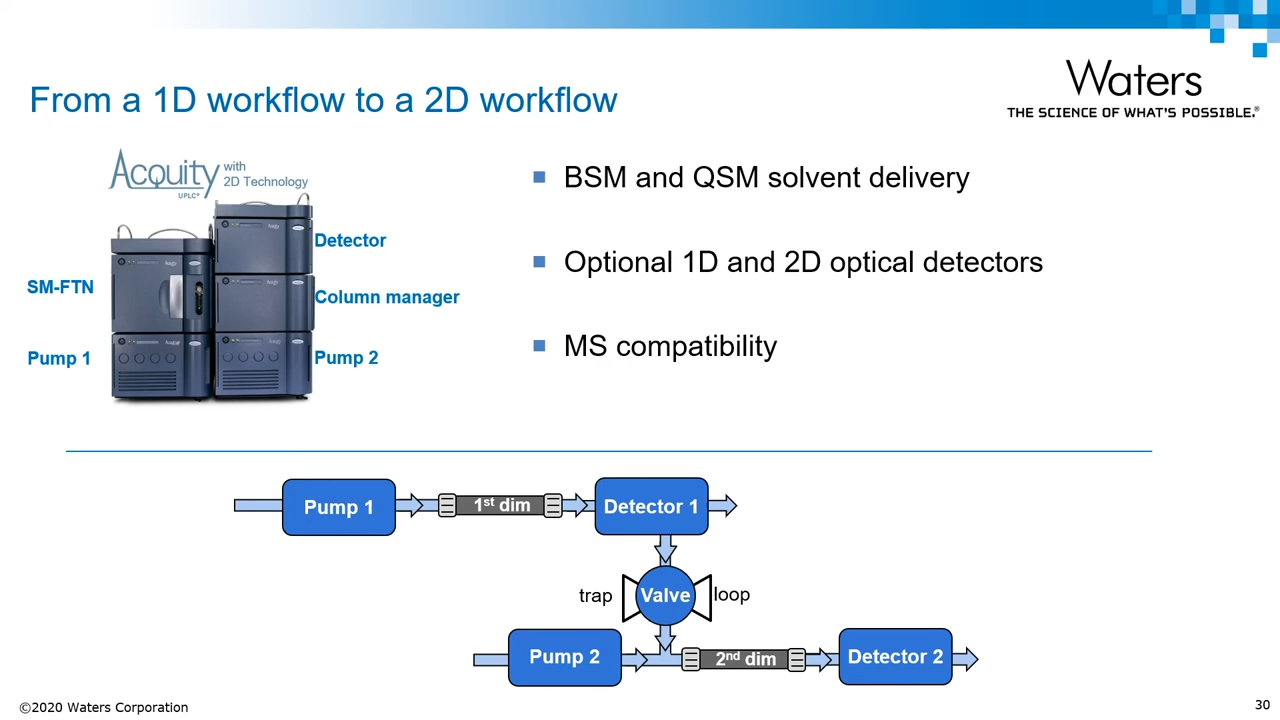 Waters
THE SCIENCE OF WHAT'S POSSIBLE.®
From a 1D workflow to a 2D workflow
Acquity with
2D Technology
UPLC®
Detector
SM-FTN
Column manager
Pump 1
Pump 2
BSM and QSM solvent delivery
Optional 1D and 2D optical detectors
MS compatibility
Pump 1
1st dim
Detector 1
trap
Valve
loop
Pump 2
2nd dim
Detector 2
©2020 Waters Corporation
30